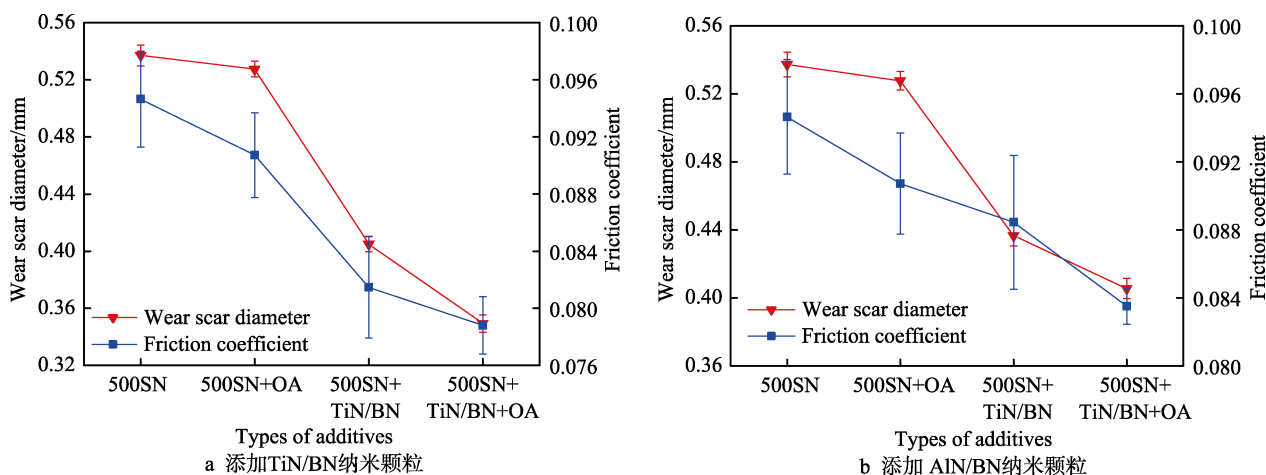 0.56
0.52
0.48
0.44
0.40
0.36
0.32
Wear scar diameter/mm
0.100
0.096
0.092
0.088
0.084
0.080
0.076
Friction coefficient
Wear scar diameter
Friction coefficient
500SN
500SN+OA
500SN+
TiN/BN
500SN+
TiN/BN+OA
Types of additives
a 添加TiN/BN纳米颗粒
0.56
0.52
0.48
0.44
0.40
0.36
Wear scar diameter/mm
0.100
0.096
0.092
0.088
0.084
0.080
Friction coefficient
Wear scar diameter
Friction coefficient
500SN
500SN+OA
500SN+
TiN/BN
500SN+
TiN/BN+OA
Types of additives
b 添加 AlN/BN纳米颗粒